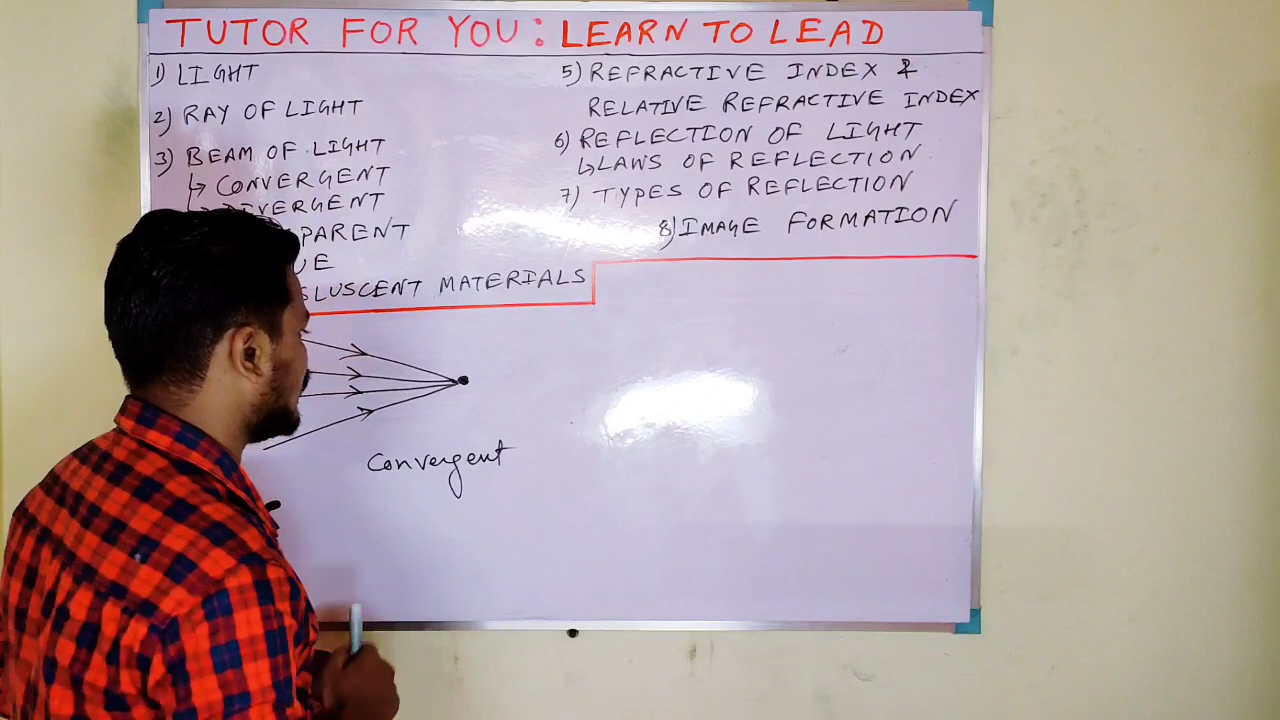 TUTOR FOR YOU: LEARN TO LEAD
1) LIGHT
2) RAY OF LIGHT
3) BEAM OF LIGHT
↳ CONVERGENT
DIVERGENT
PARENT
UE
SLUSCENT MATERIALS
5) REFRACTIVE INDEX &
RELATIVE REFRACTIVE INDEX
6) REFLECTION OF LIGHT
↳ LAWS OF REFLECTION
7) TYPES OF REFLECTION
8) IMAGE FORMATION
Convergent